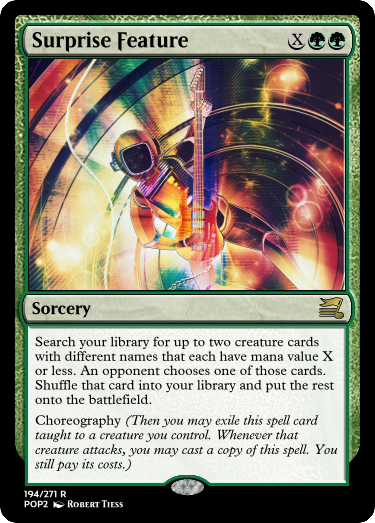 Surprise Feature X
Sorcery
Search your library for up to two creature cards
with different names that each have mana value X
or less. An opponent chooses one of those cards.
Shuffle that card into your library and put the rest
onto the battlefield.
Choreography (Then you may exile this spell card
taught to a creature you control. Whenever that
creature attacks, you may cast a copy of this spell. You
still pay its costs.)
194/271 R
POP2 Robert Tiess